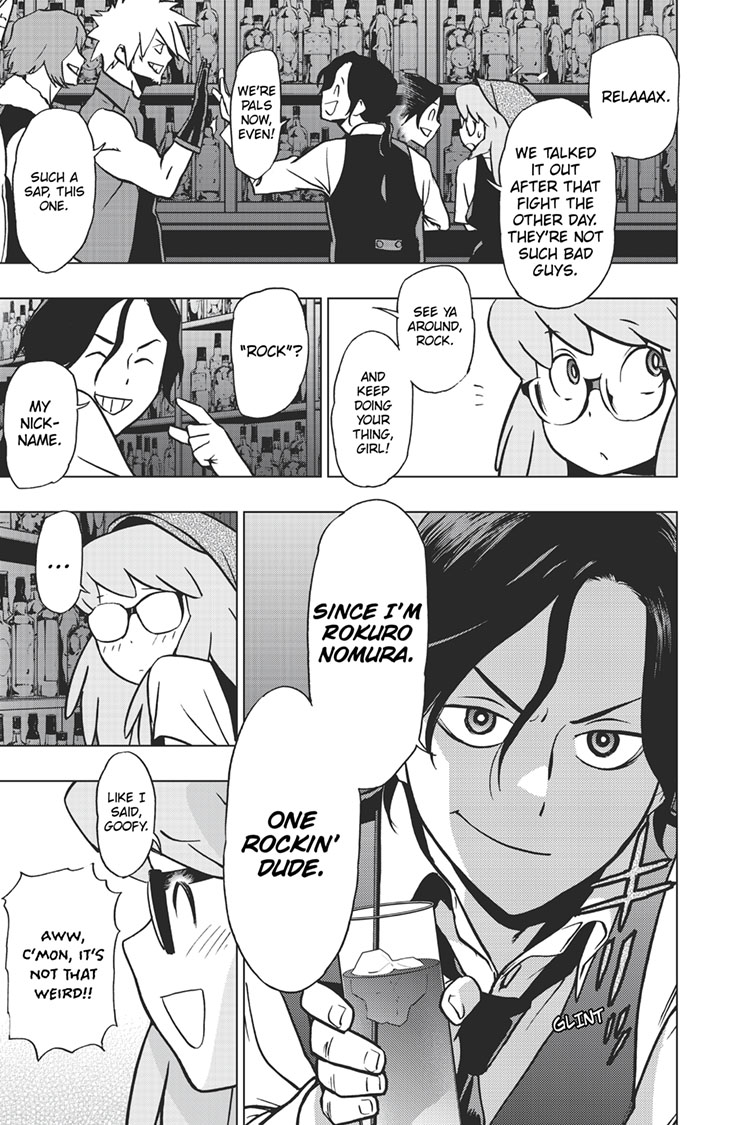 RELAAAX.
WE TALKED
IT OUT
AFTER THAT
FIGHT THE
OTHER DAY.
THEY'RE NOT
SUCH BAD
GUYS.
WE'RE
PALS
NOW,
EVEN!
SUCH A
SAP, THIS
ONE.
SEE YA
AROUND,
ROCK.
AND
KEEP
DOING
YOUR
THING,
GIRL!
"ROCK"?
MY
NICK-
NAME.
SINCE I'M
ROKURO
NOMURA.
ONE
ROCKIN'
DUDE.
GLINT
...
LIKE I
SAID,
GOOFY.
AWW,
C'MON, IT'S
NOT THAT
WEIRD!!